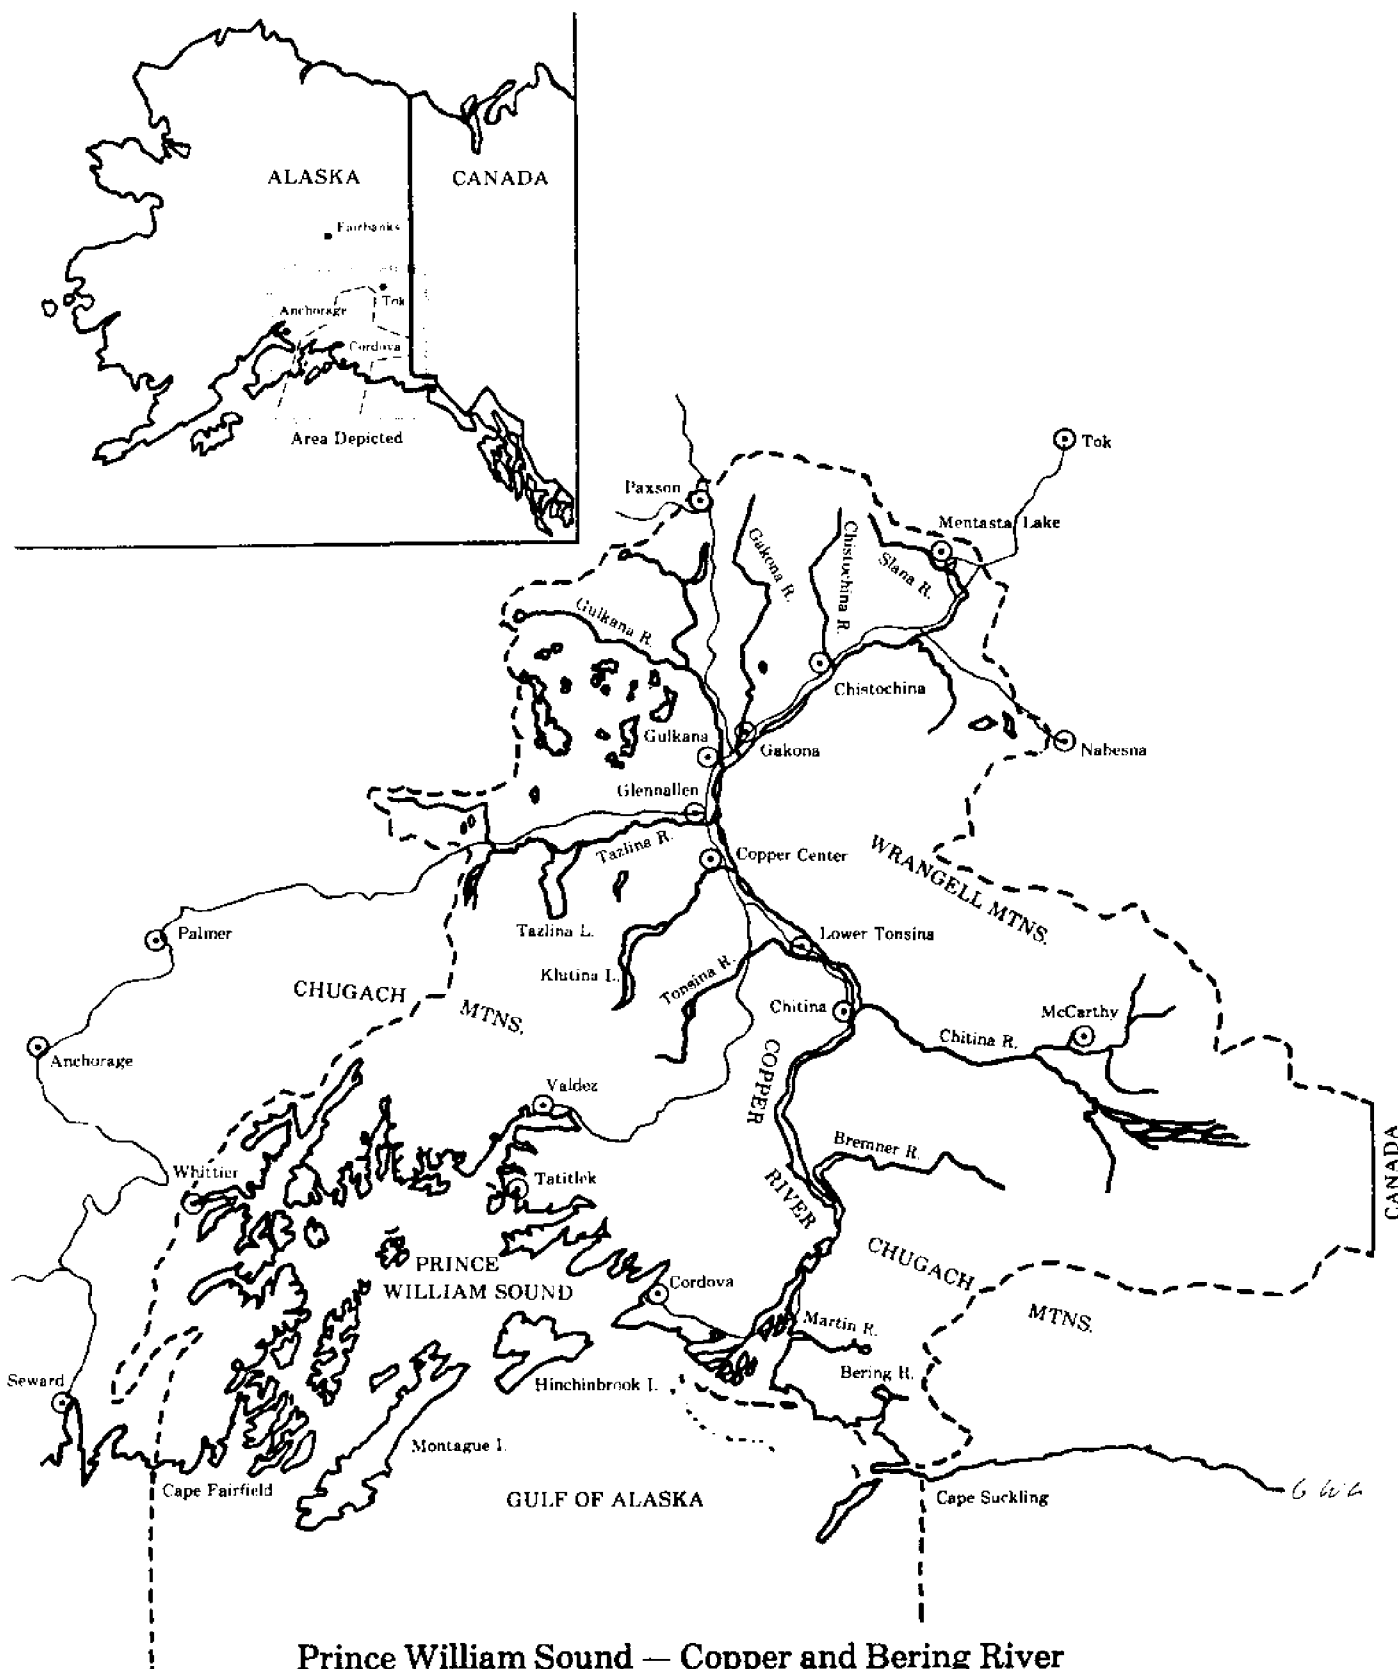 ALASKA
CANADA
Fairbanks
Tok
Anchorage
Cordova
Area Depicted
Tok
Paxson
Mentasta Lake
Gakona R.
Chistochina R.
Slana R.
Gulkana R.
Chistochina
Gulkana
Gakona
Nabesna
Glennallen
Tazlina R.
Copper Center
WRANGELL MTNS.
Palmer
Tazlina L.
Lower Tonsina
Klutina L.
Tonsina R.
CHUGACH
MTNS.
Chitina
McCarthy
Chitina R.
Anchorage
COPPER
Valdez
Bremner R.
CANADA
Whittier
Tatitlek
RIVER
CHUGACH
PRINCE
WILLIAM SOUND
Cordova
MTNS.
Martin R.
Seward
Hinchinbrook I.
Bering R.
Montague I.
Cape Fairfield
GULF OF ALASKA
Cape Suckling
Prince William Sound — Copper and Bering River